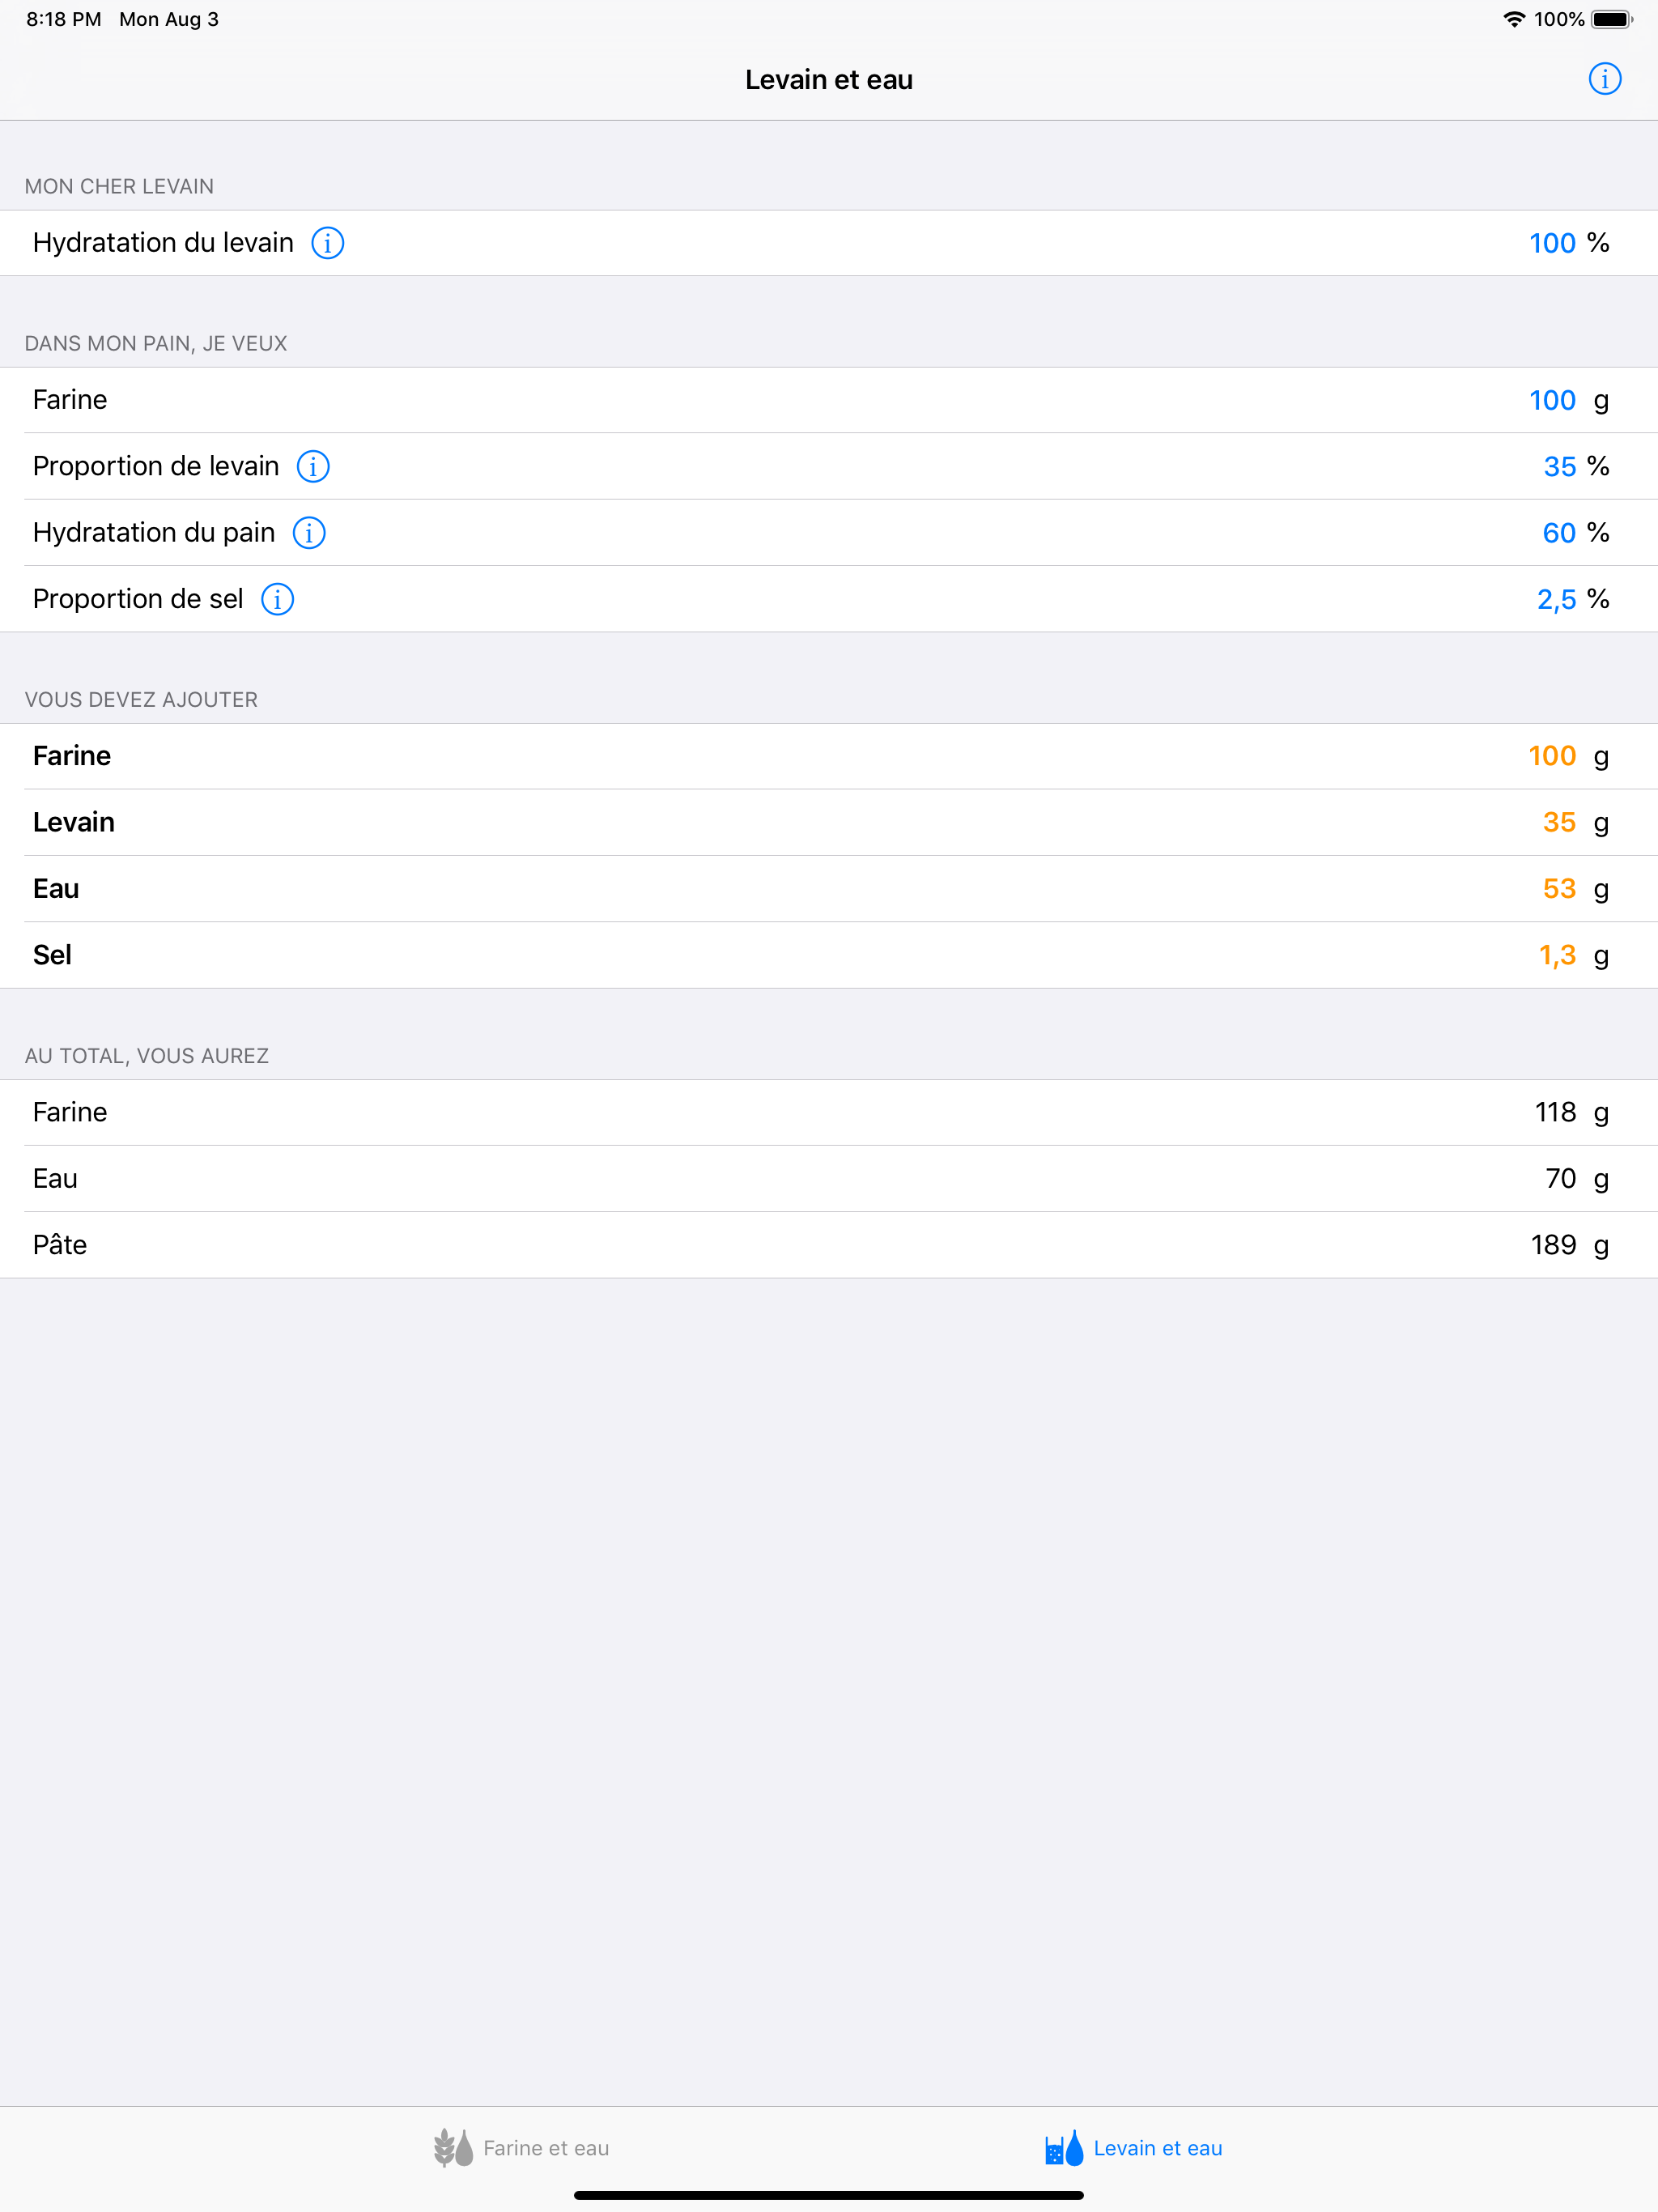 8:18 PM Mon Aug 3 100%
Levain et eau
MON CHER LEVAIN
Hydratation du levain 100 %
DANS MON PAIN, JE VEUX
Farine 100 g
Proportion de levain 35 %
Hydratation du pain 60 %
Proportion de sel 2,5 %
VOUS DEVEZ AJOUTER
Farine 100 g
Levain 35 g
Eau 53 g
Sel 1,3 g
AU TOTAL, VOUS AUREZ
Farine 118 g
Eau 70 g
Pâte 189 g
Farine et eau Levain et eau